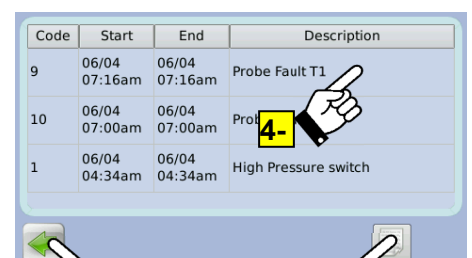 Code Start End Description
9 06/04 07:16am 06/04 07:16am Probe Fault T1
10 06/04 07:00am 06/04 07:00am
4-
1 06/04 04:34am 06/04 04:34am High Pressure switch